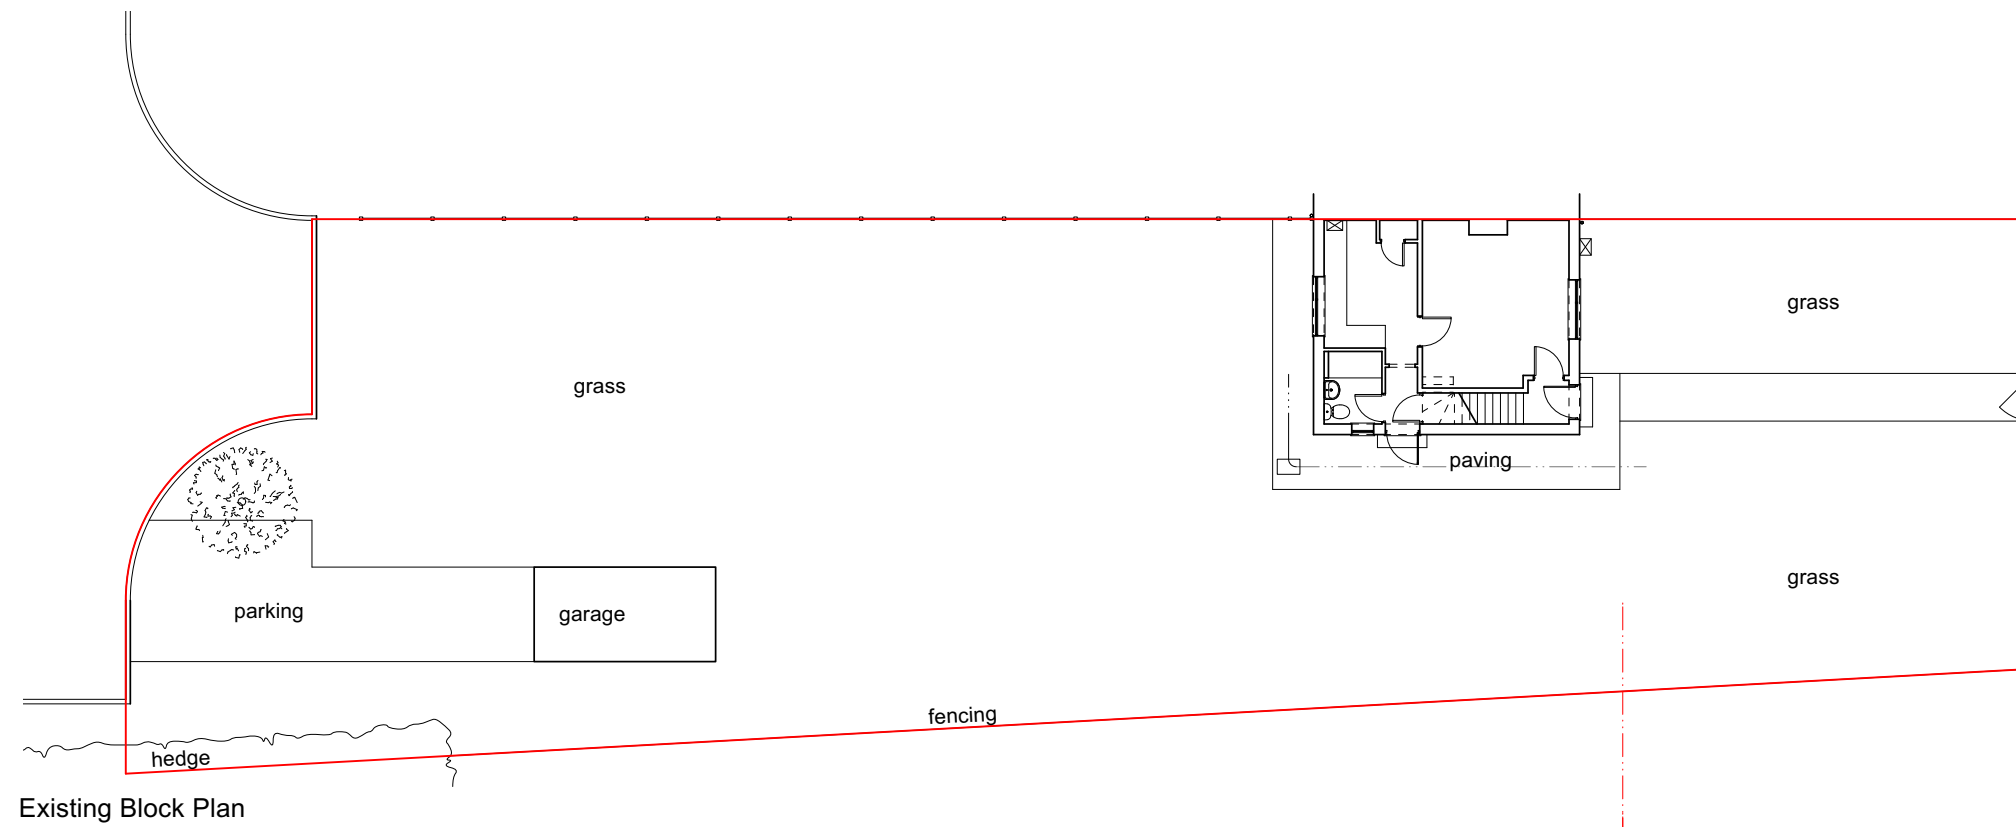 grass
grass
paving
grass
parking
garage
fencing
hedge
Existing Block Plan